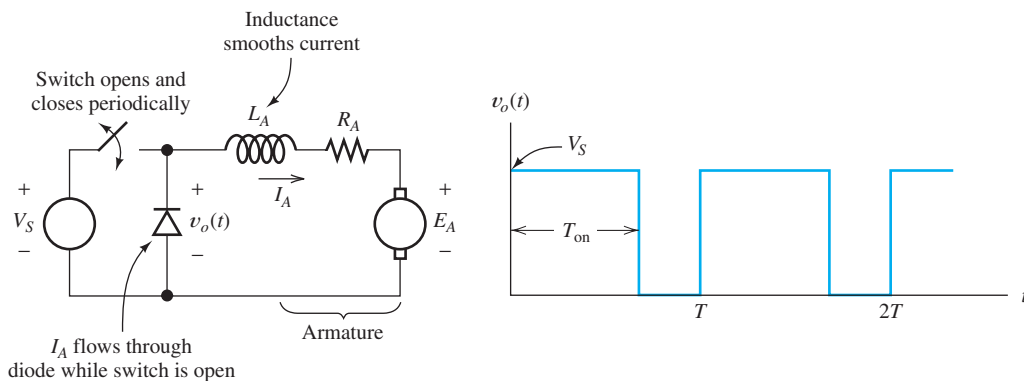 Inductance
smooths current
Switch opens and
closes periodically
L_A
R_A
I_A
+
V_S
−
+
v_o(t)
−
+
E_A
−
Armature
I_A flows through
diode while switch is open
v_o(t)
V_S
T_on
T
2T
t